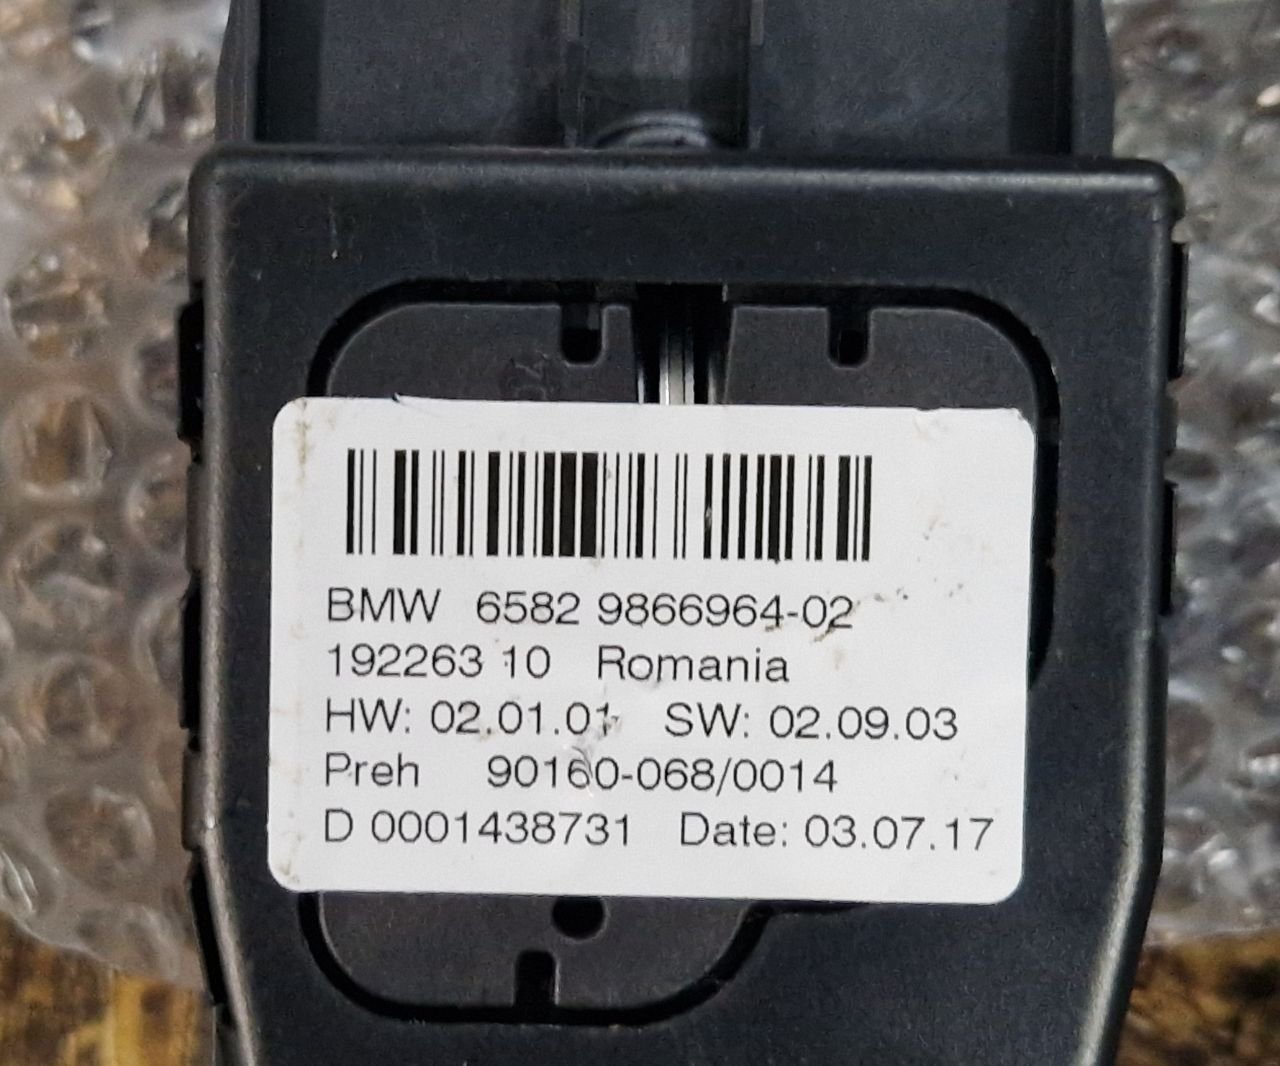 BMW 6582 9866964-02
192263 10 Romania
HW: 02.01.01 SW: 02.09.03
Preh 90160-068/0014
D 0001438731 Date: 03.07.17